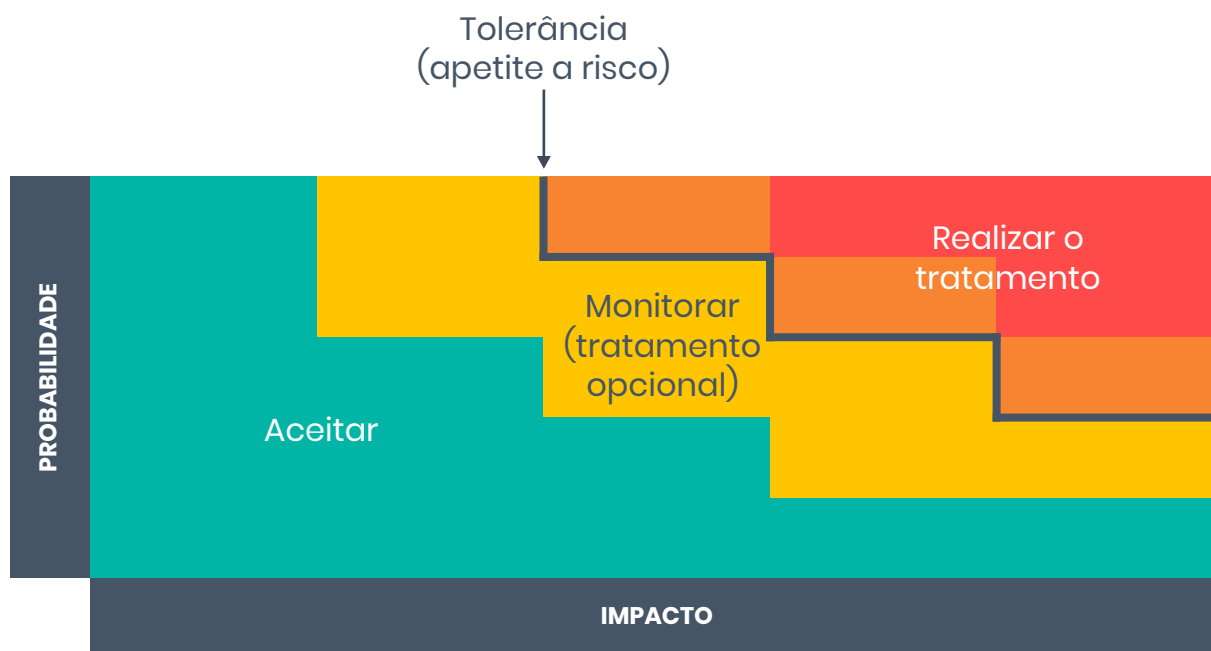 Tolerância
(apetite a risco)
Realizar o
tratamento
Monitorar
(tratamento
opcional)
Aceitar
PROBABILIDADE
IMPACTO